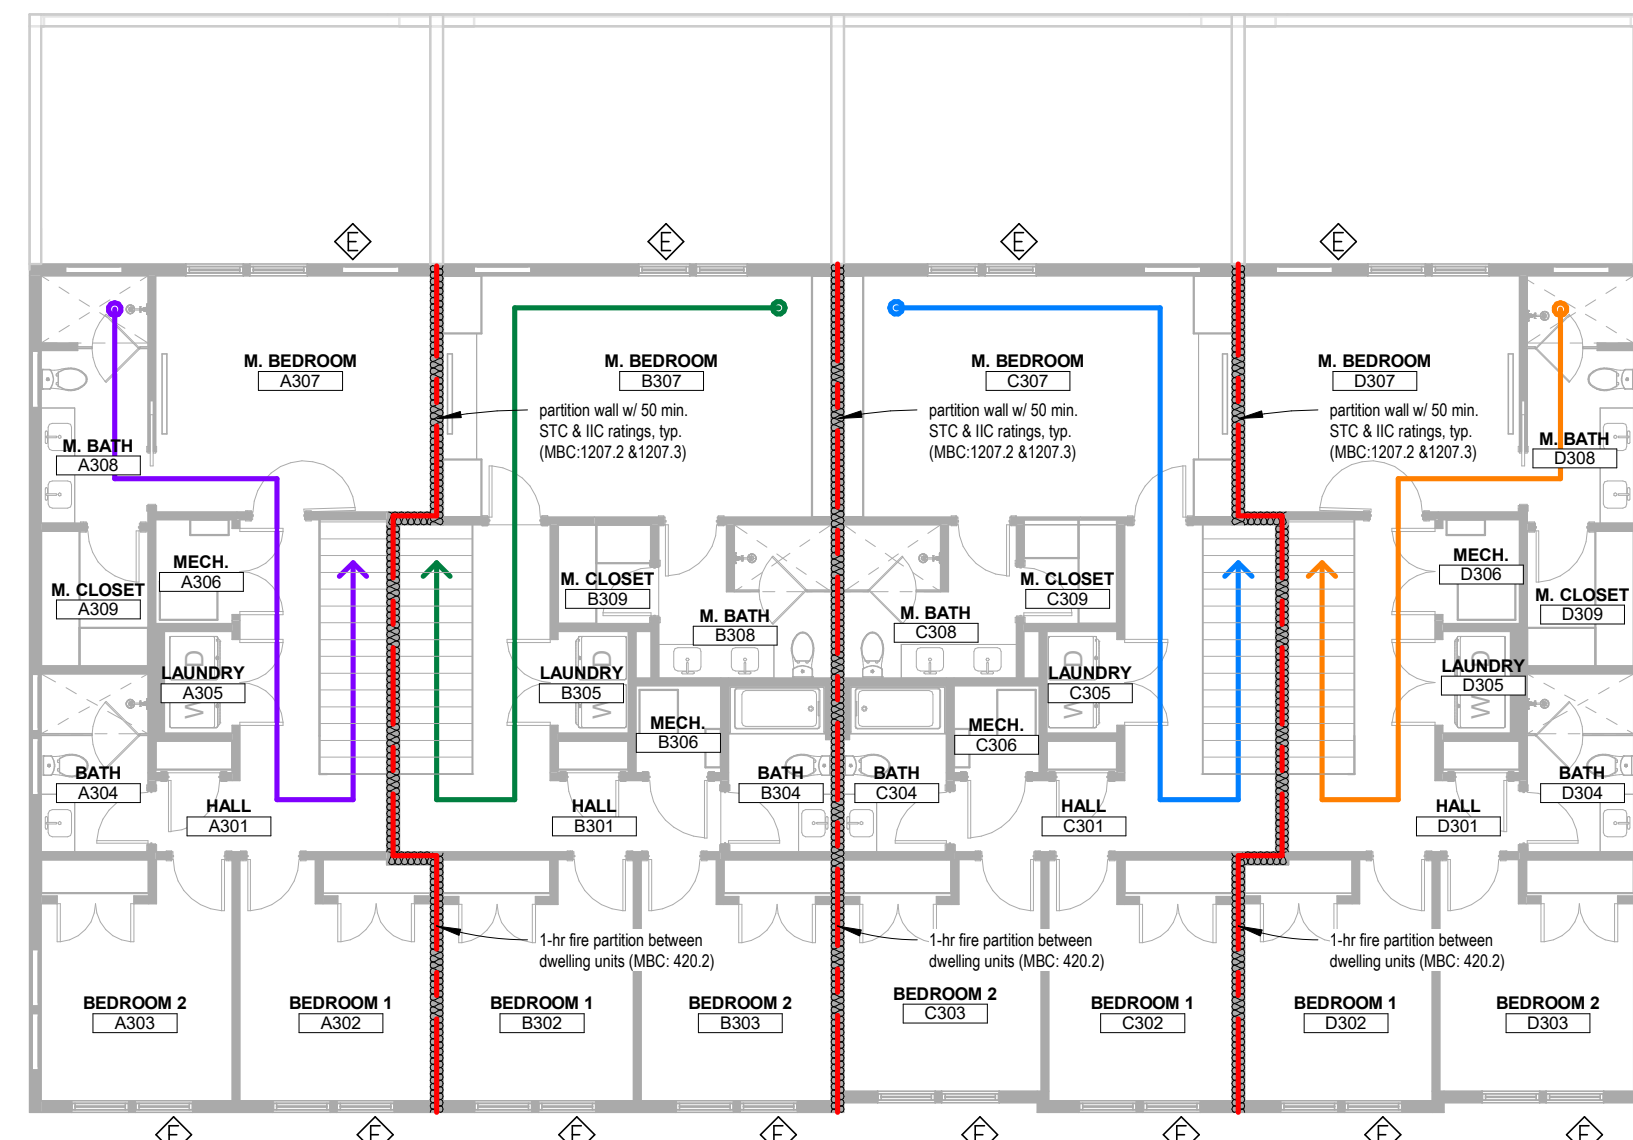 E
E
E
E
M. BEDROOM
A307
M. BEDROOM
B307
M. BEDROOM
C307
M. BEDROOM
D307
partition wall w/ 50 min.
STC & IIC ratings, typ.
(MBC:1207.2 &1207.3)
partition wall w/ 50 min.
STC & IIC ratings, typ.
(MBC:1207.2 &1207.3)
partition wall w/ 50 min.
STC & IIC ratings, typ.
(MBC:1207.2 &1207.3)
M. BATH
A308
M. BATH
D308
MECH.
A306
M. CLOSET
A309
M. CLOSET
B309
M. BATH
B308
M. BATH
C308
M. CLOSET
C309
MECH.
D306
M. CLOSET
D309
LAUNDRY
A305
W D
LAUNDRY
B305
W D
LAUNDRY
C305
W D
LAUNDRY
D305
W D
MECH.
B306
MECH.
C306
BATH
A304
HALL
A301
HALL
B301
BATH
B304
BATH
C304
HALL
C301
HALL
D301
BATH
D304
1-hr fire partition between
dwelling units (MBC: 420.2)
1-hr fire partition between
dwelling units (MBC: 420.2)
1-hr fire partition between
dwelling units (MBC: 420.2)
BEDROOM 2
A303
BEDROOM 1
A302
BEDROOM 1
B302
BEDROOM 2
B303
BEDROOM 2
C303
BEDROOM 1
C302
BEDROOM 1
D302
BEDROOM 2
D303
E
E
E
E
E
E
E
E